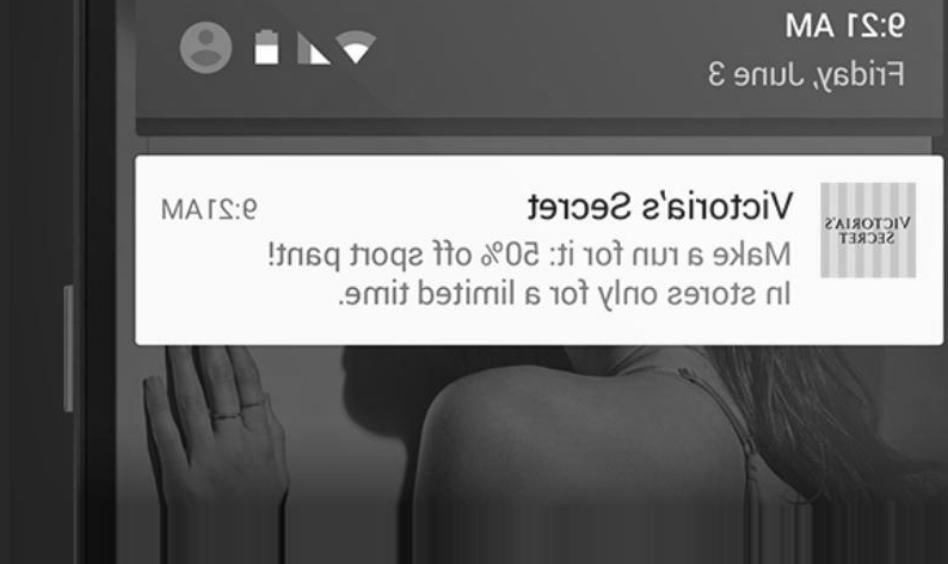 9:21 AM
Friday, June 3
VICTORIA'S
SECRET
Victoria's Secret
9:21AM
Make a run for it: 50% off sport pant!
In stores only for a limited time.